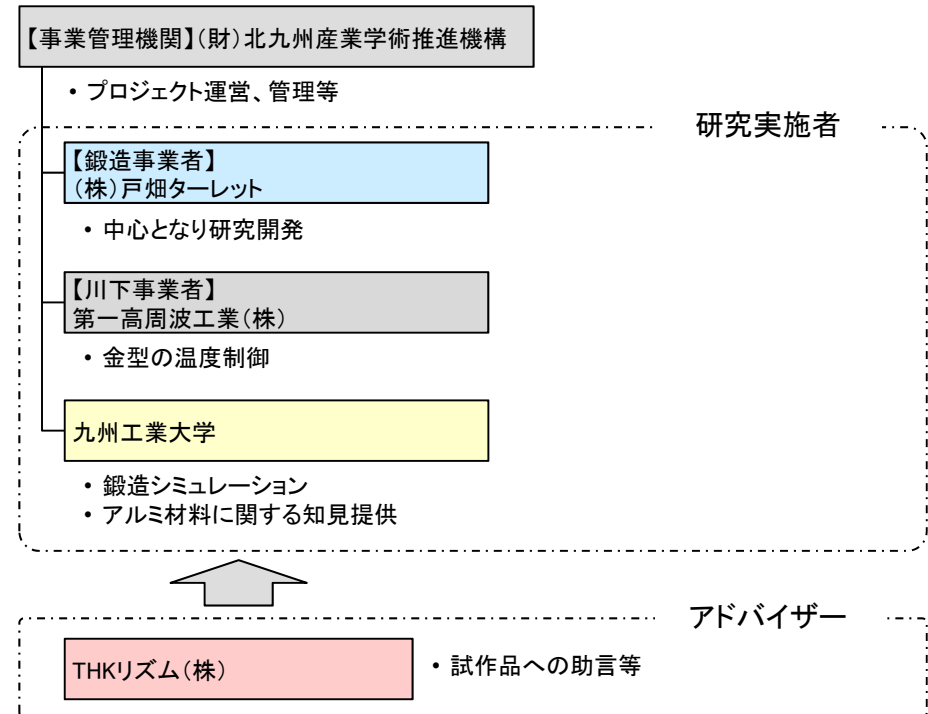 【事業管理機関】(財)北九州産業学術推進機構
• プロジェクト運営、管理等
研究実施者
【鍛造事業者】
(株)戸畑ターレット
• 中心となり研究開発
【川下事業者】
第一高周波工業(株)
• 金型の温度制御
九州工業大学
• 鍛造シミュレーション
• アルミ材料に関する知見提供
アドバイザー
THKリズム(株)
• 試作品への助言等